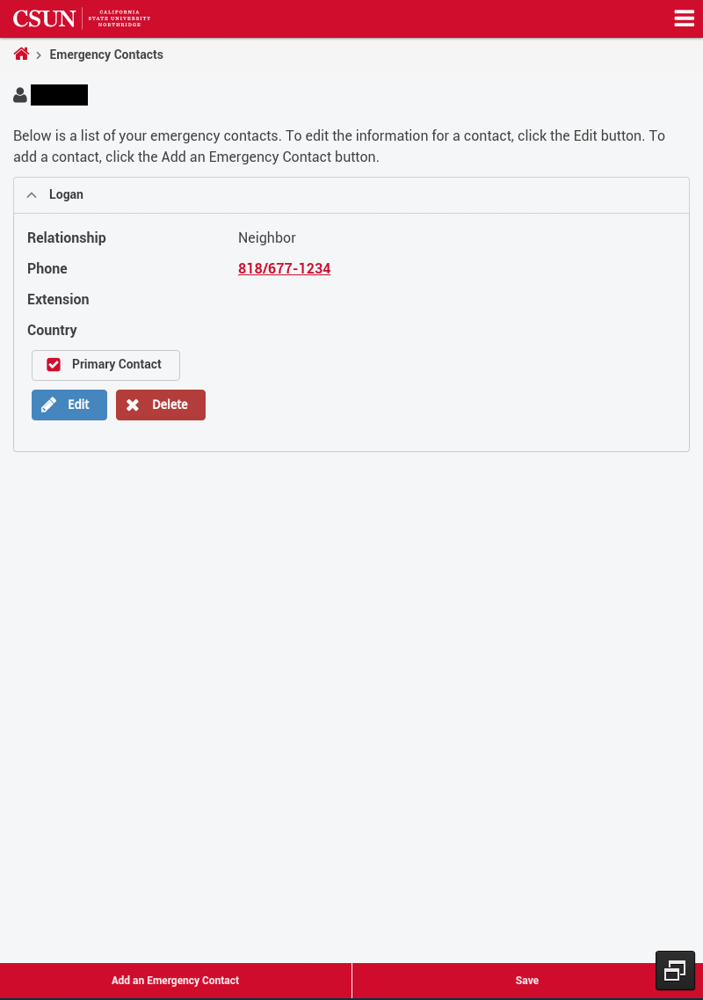 CSUN
CALIFORNIA
STATE UNIVERSITY
NORTHRIDGE
Emergency Contacts
Below is a list of your emergency contacts. To edit the information for a contact, click the Edit button. To
add a contact, click the Add an Emergency Contact button.
Logan
Relationship Neighbor
Phone 818/677-1234
Extension
Country
Primary Contact
Edit Delete
Add an Emergency Contact Save